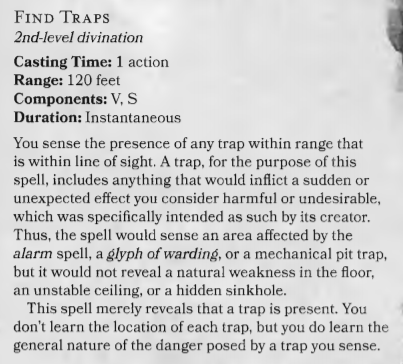 FIND TRAPS
2nd-level divination
Casting Time: 1 action
Range: 120 feet
Components: V, S
Duration: Instantaneous
You sense the presence of any trap within range that
is within line of sight. A trap, for the purpose of this
spell, includes anything that would inflict a sudden or
unexpected effect you consider harmful or undesirable,
which was specifically intended as such by its creator.
Thus, the spell would sense an area affected by the
alarm spell, a glyph of warding, or a mechanical pit trap,
but it would not reveal a natural weakness in the floor,
an unstable ceiling, or a hidden sinkhole.
This spell merely reveals that a trap is present. You
don't learn the location of each trap, but you do learn the
general nature of the danger posed by a trap you sense.